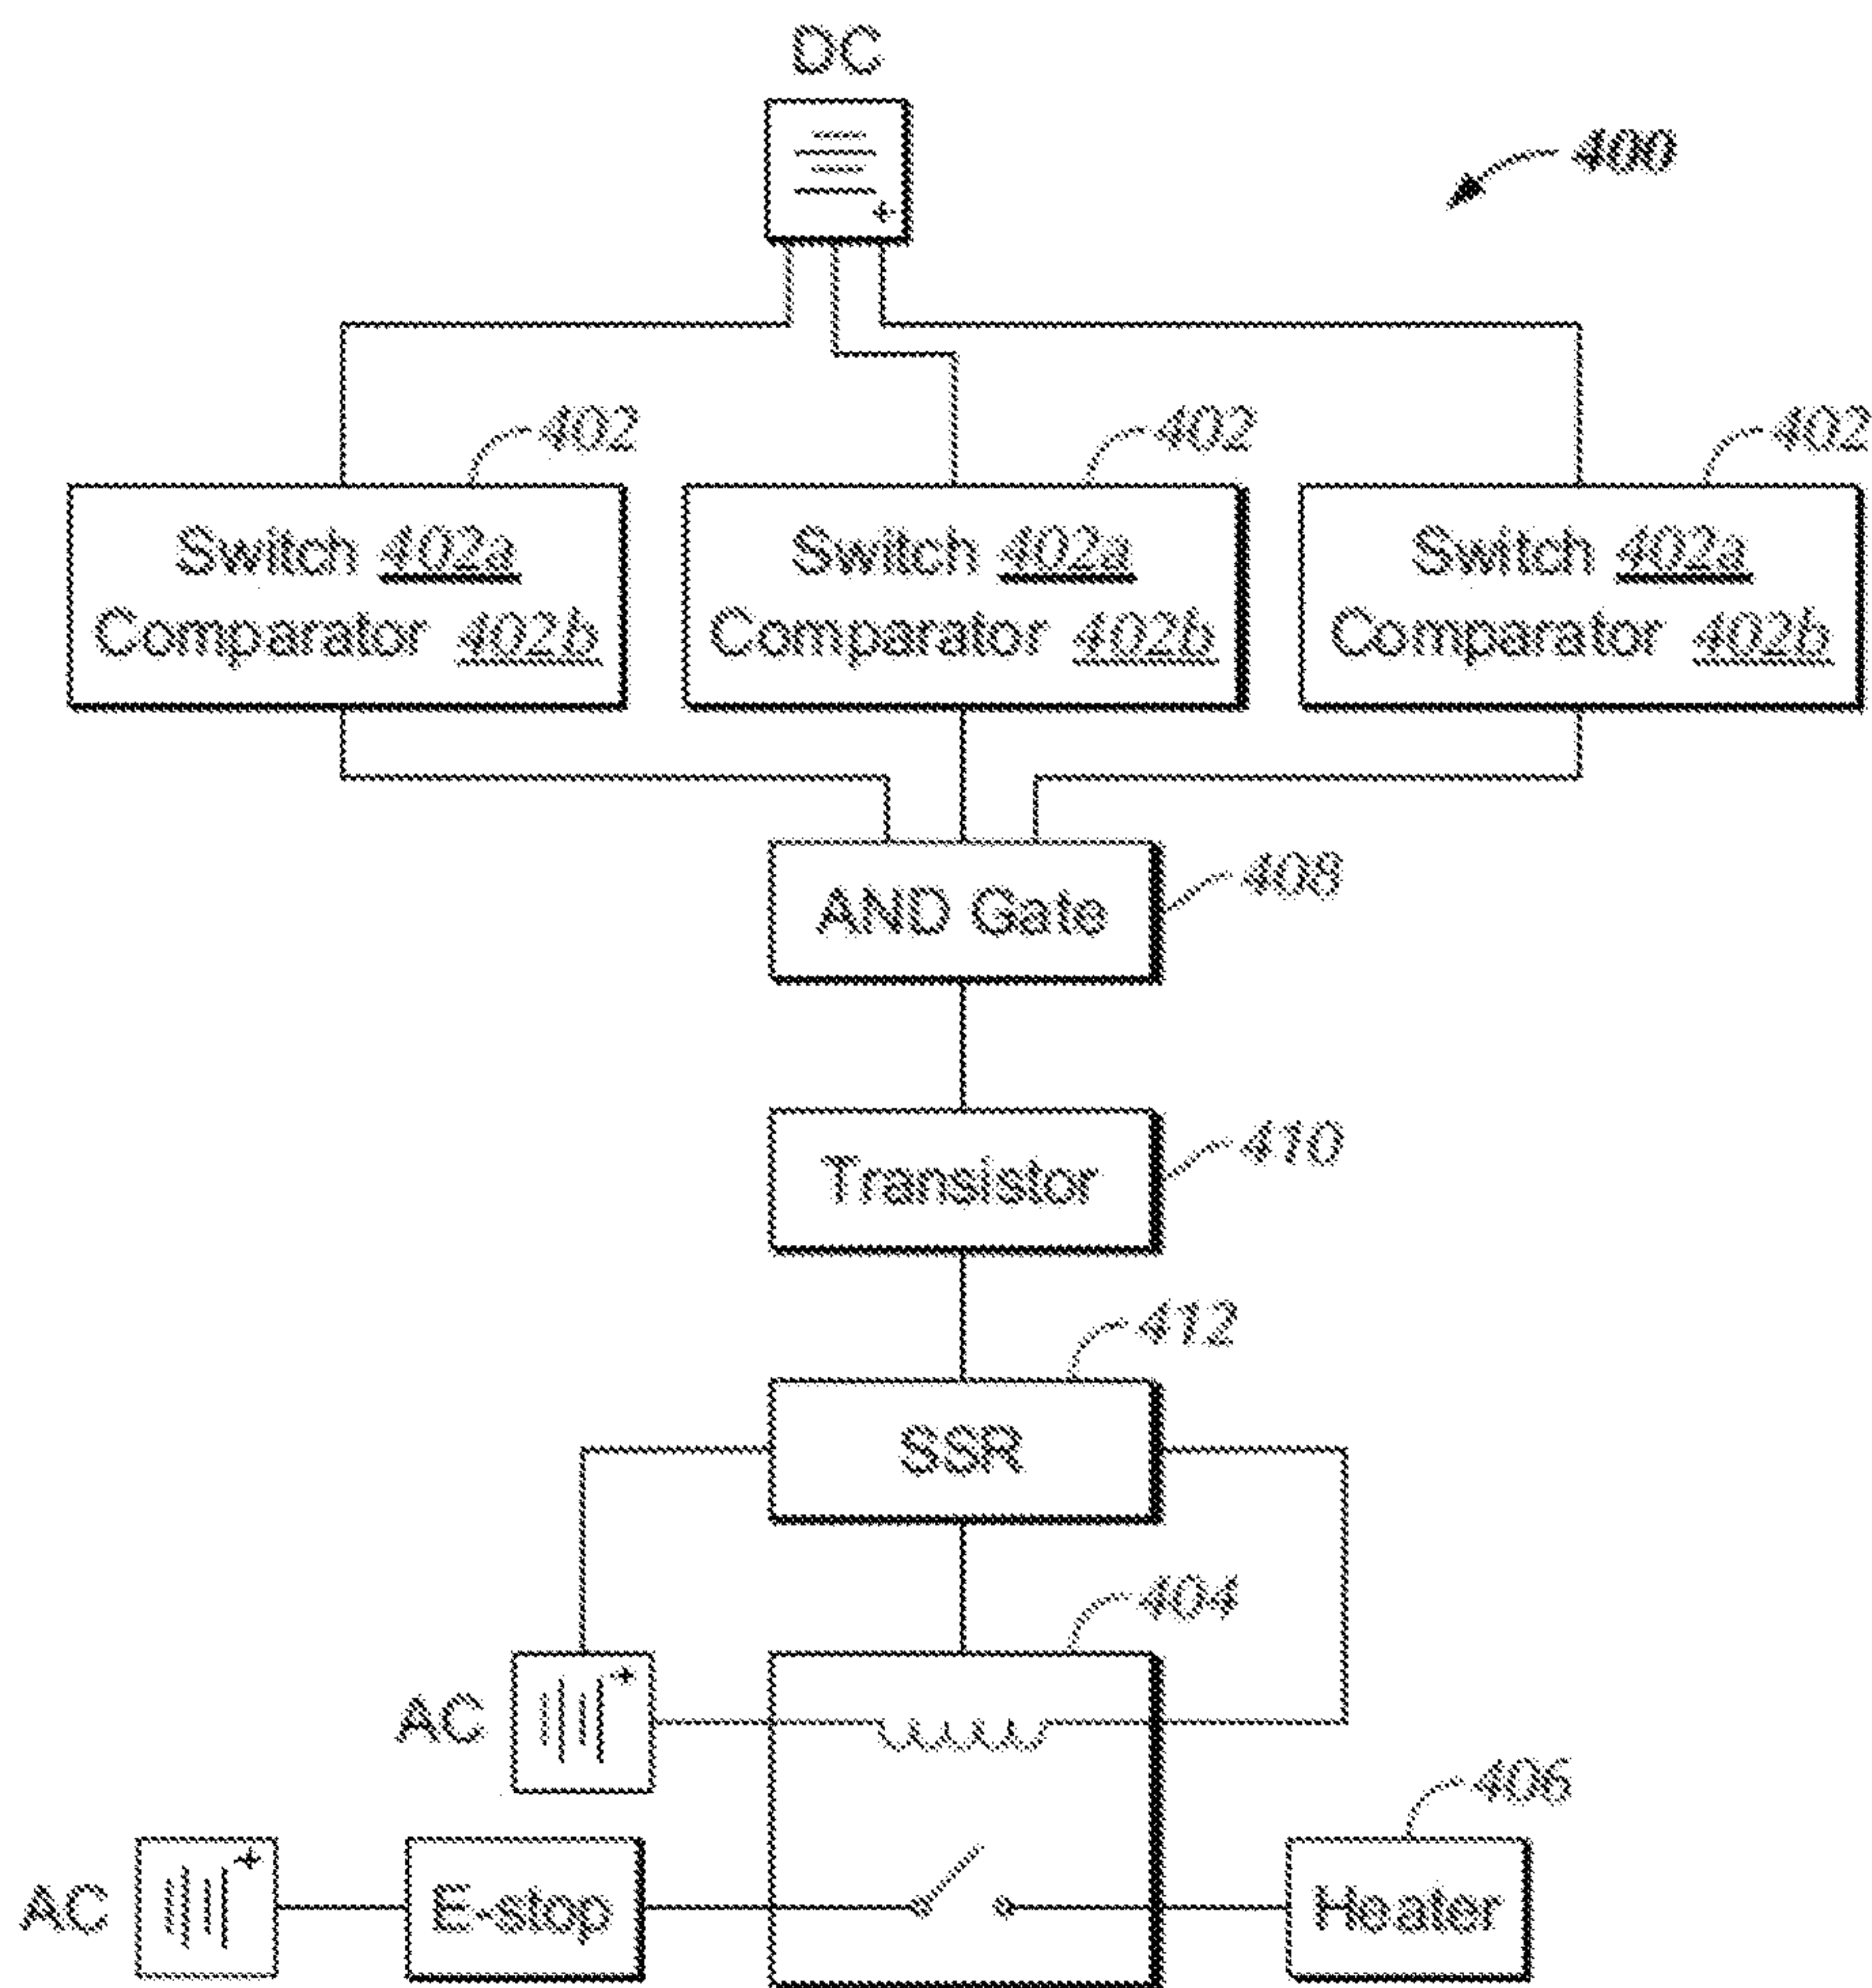 DC
+
400
402
402
402
Switch 402a
Comparator 402b
Switch 402a
Comparator 402b
Switch 402a
Comparator 402b
AND Gate
408
Transistor
410
412
SSR
404
AC
+
406
AC
+
E-stop
Heater